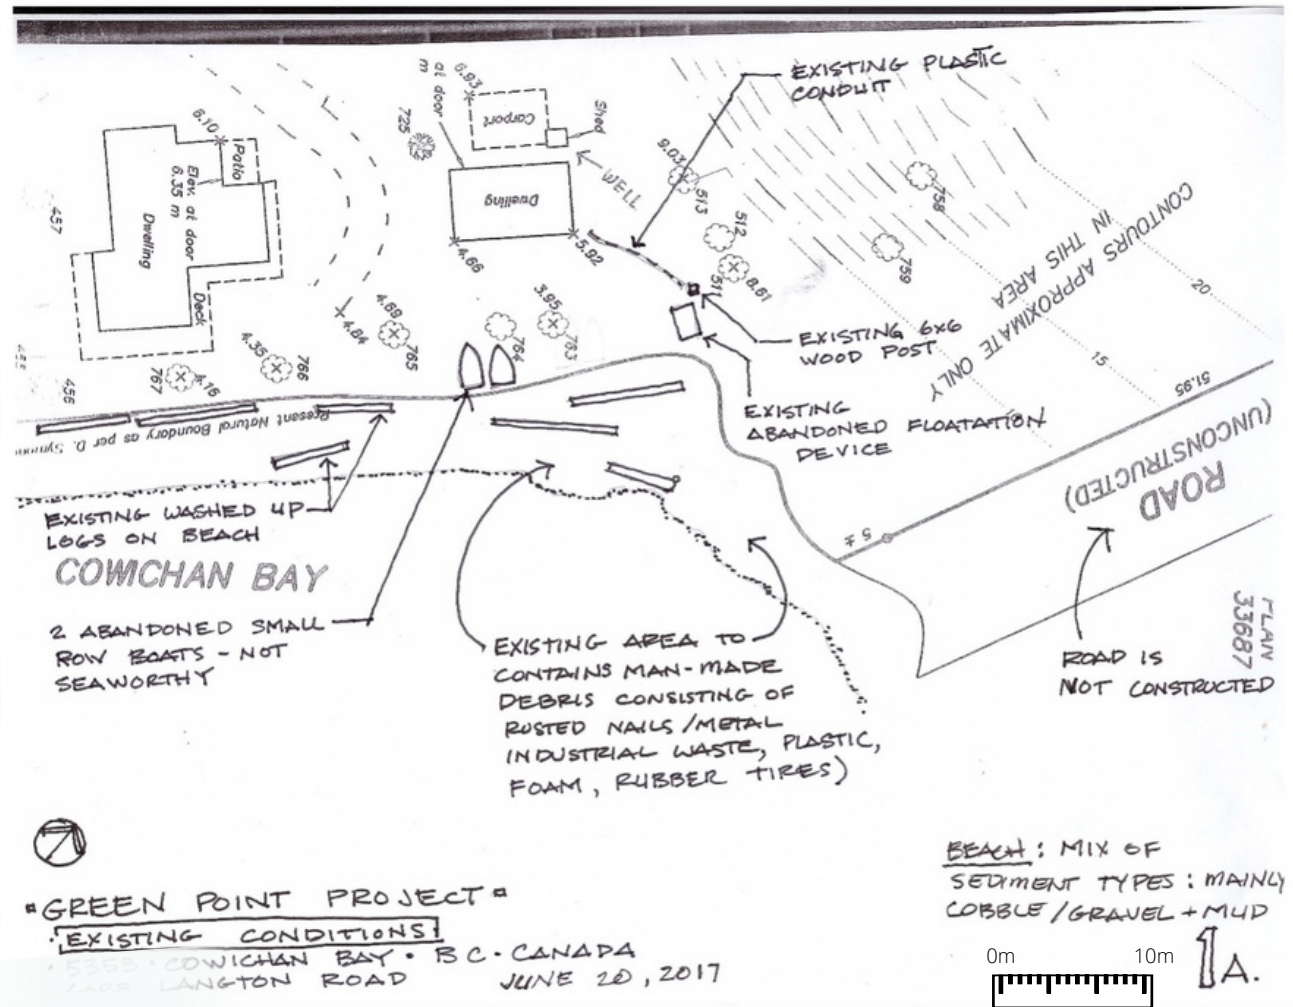 EXISTING PLASTIC
CONDUIT
6.93
at door
m
725
Carport
Shed
6.10
Patio
Elev. at door
6.35 m
Dwelling
Deck
WELL
Dwelling
9.03
513
512
511
8.61
758
759
457
4.66
5.92
CONTOURS APPROXIMATE ONLY
IN THIS AREA
20
15
4.84
4.69
765
764
3.95
763
4.35
766
767
4.16
456
EXISTING 6x6
WOOD POST
51.95
EXISTING
ABANDONED FLOATATION
DEVICE
Present Natural Boundary as per D.
ROAD
(UNCONSTRUCTED)
5 ±
EXISTING WASHED UP
LOGS ON BEACH
COWICHAN BAY
2 ABANDONED SMALL
ROW BOATS - NOT
SEAWORTHY
EXISTING AREA TO
CONTAINS MAN-MADE
DEBRIS CONSISTING OF
RUSTED NAILS/METAL
INDUSTRIAL WASTE, PLASTIC,
FOAM, RUBBER TIRES)
PLAN
33687
ROAD IS
NOT CONSTRUCTED
BEACH: MIX OF
SEDIMENT TYPES: MAINLY
COBBLE/GRAVEL + MUD
"GREEN POINT PROJECT"
EXISTING CONDITIONS
5353 · COWICHAN BAY · BC · CANADA
LANGTON ROAD JUNE 20, 2017
0m 10m
1A.